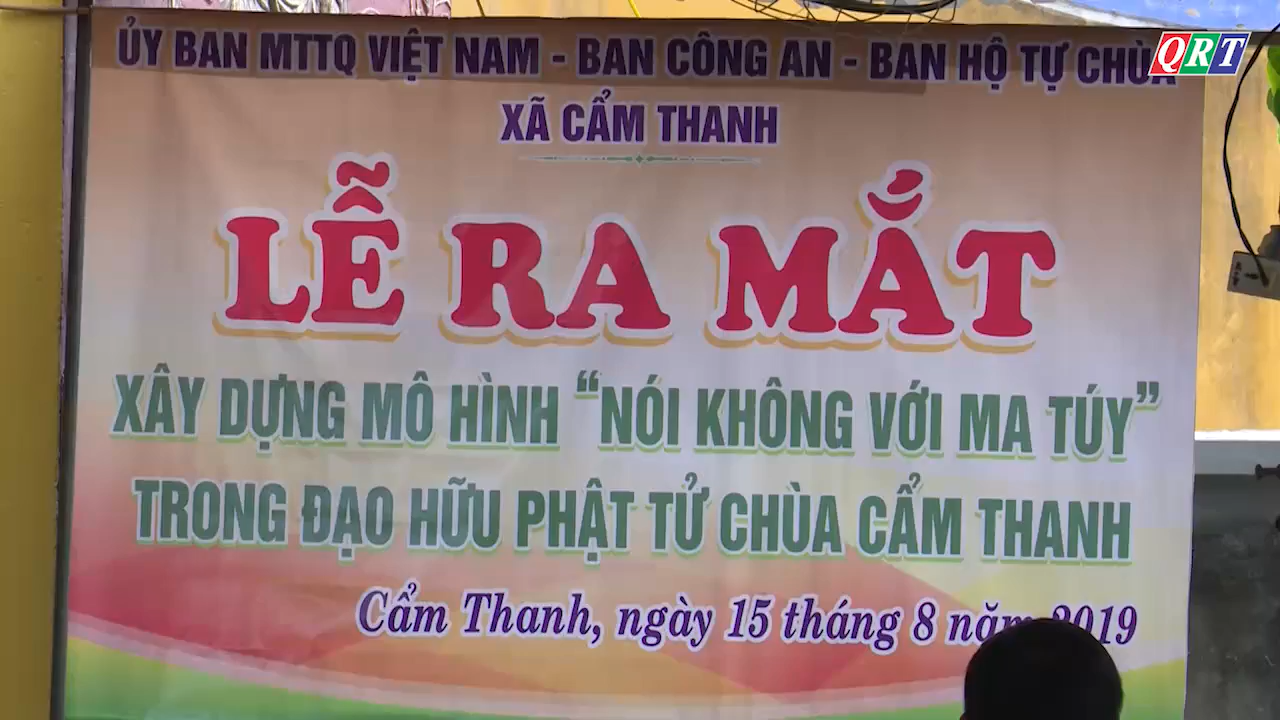 ỦY BAN MTTQ VIỆT NAM - BAN CÔNG AN - BAN HỘ TỰ CHÙA
QRT
XÃ CẨM THANH
LỄ RA MẮT
XÂY DỰNG MÔ HÌNH “NÓI KHÔNG VỚI MA TÚY”
TRONG ĐẠO HỮU PHẬT TỬ CHÙA CẨM THANH
Cẩm Thanh, ngày 15 tháng 8 năm 2019